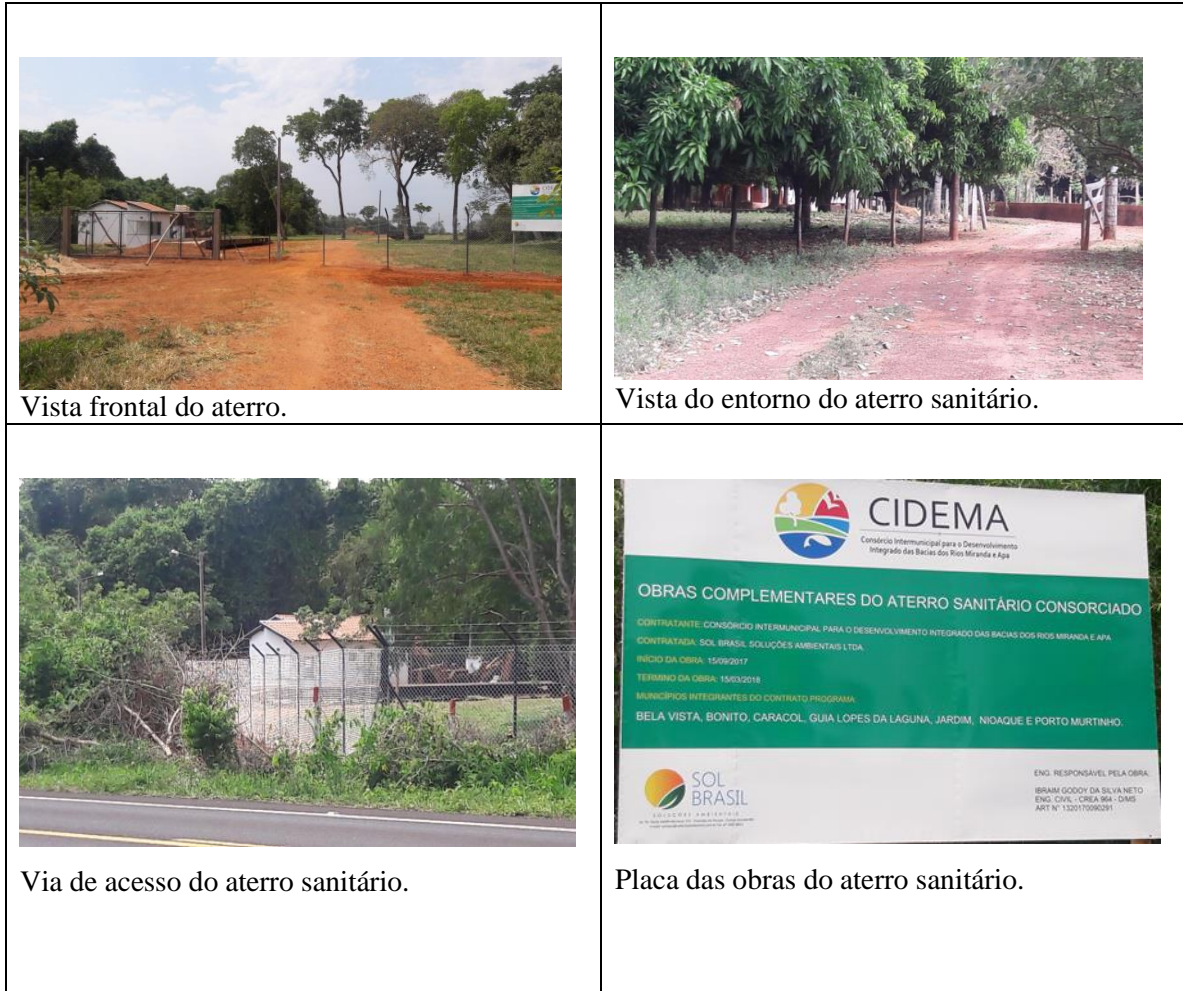 CIDE
Vista frontal do aterro.
Vista do entorno do aterro sanitário.
Via de acesso do aterro sanitário.
CIDEMA
Consórcio Intermunicipal para o Desenvolvimento
Integrado das Bacias dos Rios Miranda e Apa
OBRAS COMPLEMENTARES DO ATERRO SANITÁRIO CONSORCIADO
CONTRATANTE: CONSÓRCIO INTERMUNICIPAL PARA O DESENVOLVIMENTO INTEGRADO DAS BACIAS DOS RIOS MIRANDA E APA
CONTRATADA: SOL BRASIL SOLUÇÕES AMBIENTAIS LTDA.
INÍCIO DA OBRA: 15/09/2017
TERMINO DA OBRA: 15/03/2018
MUNICÍPIOS INTEGRANTES DO CONTRATO PROGRAMA
BELA VISTA, BONITO, CARACOL, GUIA LOPES DA LAGUNA, JARDIM, NIOAQUE E PORTO MURTINHO.
SOL
BRASIL
SOLUÇÕES AMBIENTAIS
ENG. RESPONSÁVEL PELA OBRA:
IBRAIM GODOY DA SILVA NETO
ENG. CIVIL - CREA 964 - D/MS
ART N° 1320170090291
Placa das obras do aterro sanitário.